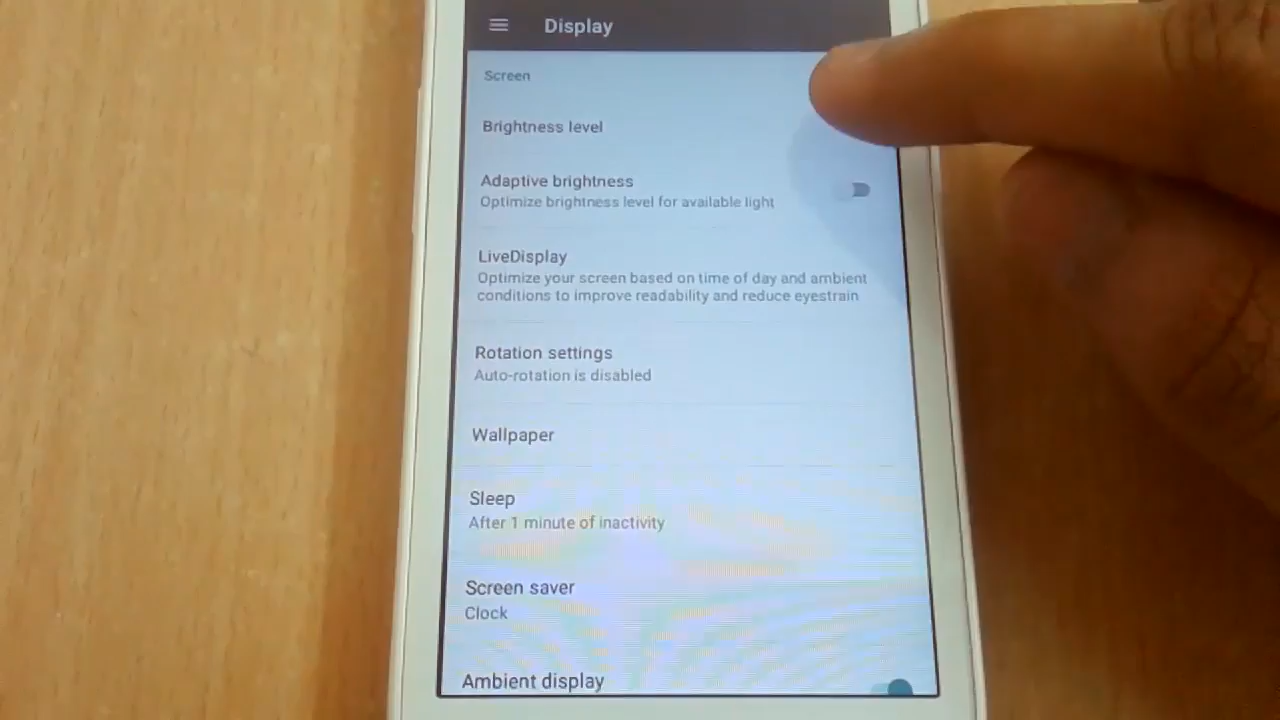 Display
Screen
Brightness level
Adaptive brightness
Optimize brightness level for available light
LiveDisplay
Optimize your screen based on time of day and ambient
conditions to improve readability and reduce eyestrain
Rotation settings
Auto-rotation is disabled
Wallpaper
Sleep
After 1 minute of inactivity
Screen saver
Clock
Ambient display